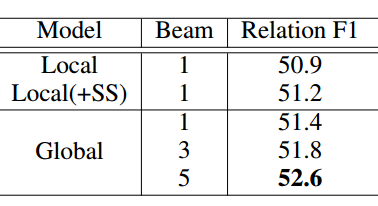 Model Beam Relation F1
Local 1 50.9
Local(+SS) 1 51.2
1 51.4
Global 3 51.8
5 52.6